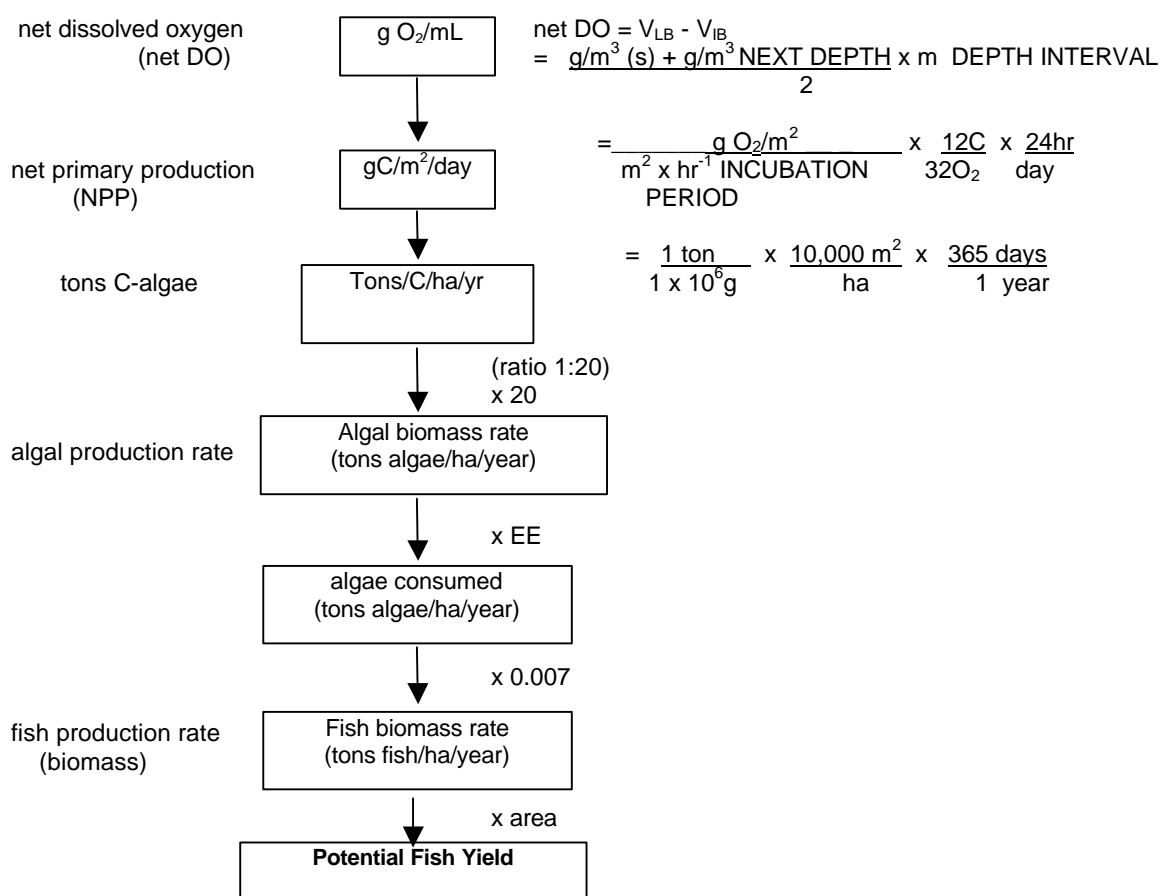 net dissolved oxygen
(net DO)
g O₂/mL
net DO = V_LB - V_IB
= g/m³ (s) + g/m³ NEXT DEPTH x m DEPTH INTERVAL
2
net primary production
(NPP)
gC/m²/day
= g O₂/m² x 12C x 24hr
m² x hr⁻¹ INCUBATION 32O₂ day
PERIOD
tons C-algae
Tons/C/ha/yr
= 1 ton x 10,000 m² x 365 days
1 x 10⁶g ha 1 year
(ratio 1:20)
x 20
algal production rate
Algal biomass rate
(tons algae/ha/year)
x EE
algae consumed
(tons algae/ha/year)
x 0.007
fish production rate
(biomass)
Fish biomass rate
(tons fish/ha/year)
x area
Potential Fish Yield